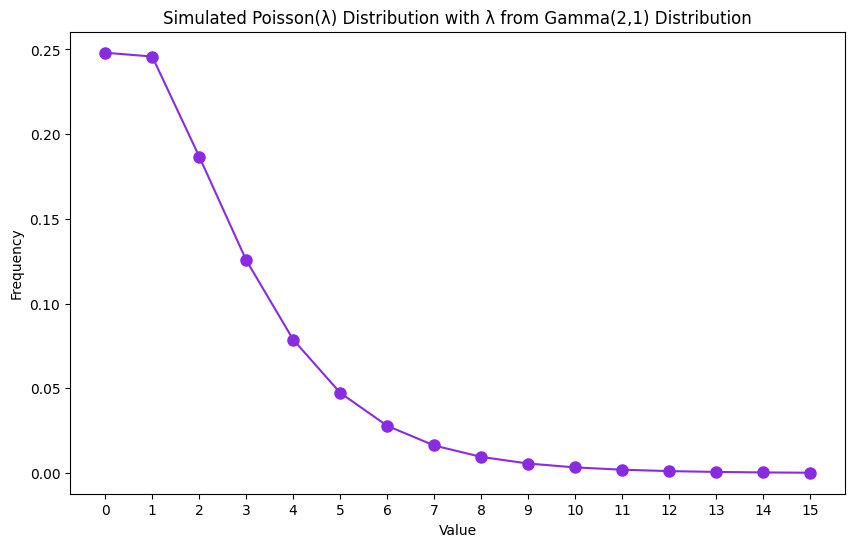 Simulated Poisson(λ) Distribution with λ from Gamma(2,1) Distribution
0.25
0.20
0.15
0.10
0.05
0.00
Frequency
0 1 2 3 4 5 6 7 8 9 10 11 12 13 14 15
Value